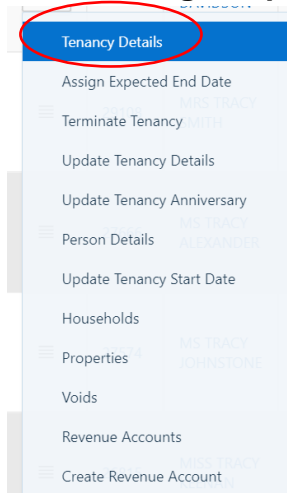 DAVIDSON
Tenancy Details
Assign Expected End Date
MRS TRACY
Terminate Tenancy
SMITH
Update Tenancy Details
Update Tenancy Anniversary
MS TRACY
Person Details
ALEXANDER
Update Tenancy Start Date
Households
MS TRACY
Properties
JOHNSTONE
Voids
Revenue Accounts
MISS TRACY
Create Revenue Account